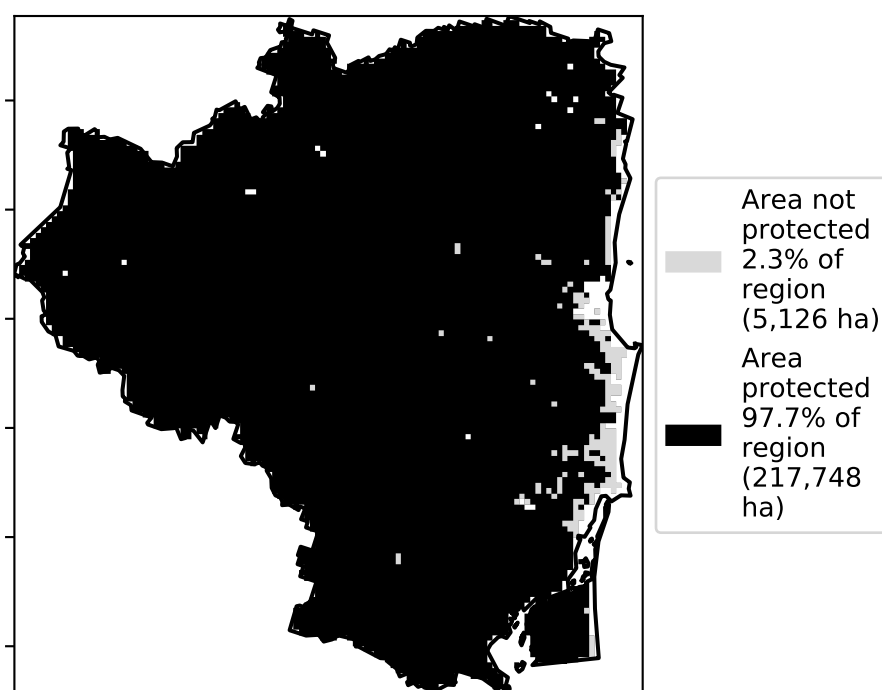 Area not
protected
2.3% of
region
(5,126 ha)
Area
protected
97.7% of
region
(217,748
ha)